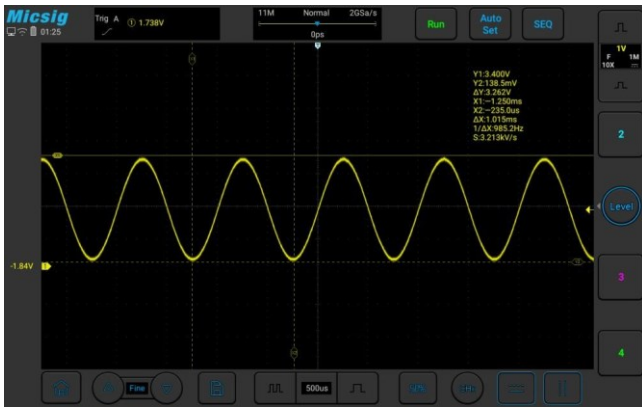 Micsig
01:25
Trig A ① 1.738V
11M Normal 2GSa/s
0ps
Run
Auto
Set
SEQ
1V
F 1M
10X
Y1:3.400V
Y2:138.5mV
ΔY:3.262V
X1:-1.250ms
X2:-235.0us
ΔX:1.015ms
1/ΔX:985.2Hz
S:3.213kV/s
2
Level
-1.84V
3
4
Fine
500us